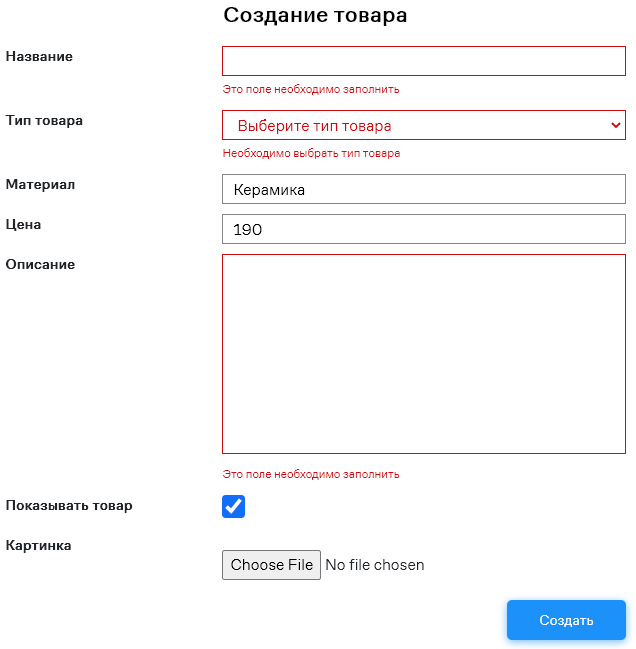 Создание товара
Название
Это поле необходимо заполнить
Тип товара
Выберите тип товара
Необходимо выбрать тип товара
Материал
Керамика
Цена
190
Описание
Это поле необходимо заполнить
Показывать товар
Картинка
Choose File No file chosen
Создать